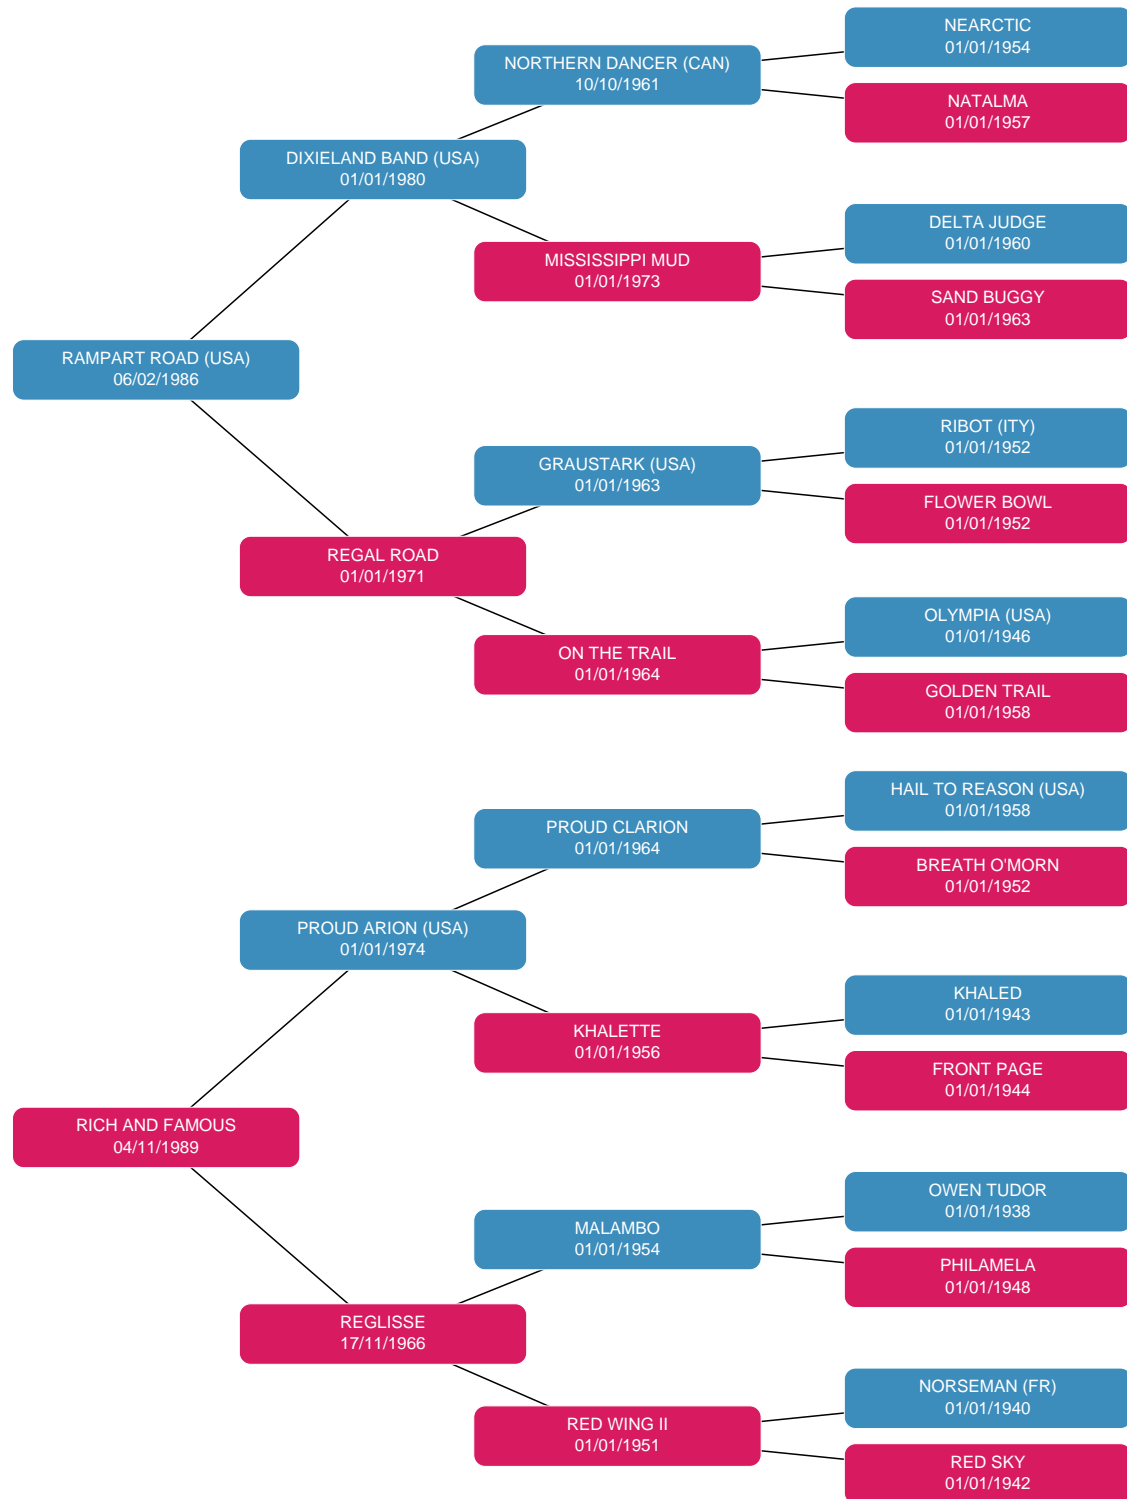 NEARCTIC
01/01/1954
NORTHERN DANCER (CAN)
10/10/1961
NATALMA
01/01/1957
DIXIELAND BAND (USA)
01/01/1980
DELTA JUDGE
01/01/1960
MISSISSIPPI MUD
01/01/1973
SAND BUGGY
01/01/1963
RAMPART ROAD (USA)
06/02/1986
RIBOT (ITY)
01/01/1952
GRAUSTARK (USA)
01/01/1963
FLOWER BOWL
01/01/1952
REGAL ROAD
01/01/1971
OLYMPIA (USA)
01/01/1946
ON THE TRAIL
01/01/1964
GOLDEN TRAIL
01/01/1958
HAIL TO REASON (USA)
01/01/1958
PROUD CLARION
01/01/1964
BREATH O'MORN
01/01/1952
PROUD ARION (USA)
01/01/1974
KHALED
01/01/1943
KHALETTE
01/01/1956
FRONT PAGE
01/01/1944
RICH AND FAMOUS
04/11/1989
OWEN TUDOR
01/01/1938
MALAMBO
01/01/1954
PHILAMELA
01/01/1948
REGLISSE
17/11/1966
NORSEMAN (FR)
01/01/1940
RED WING II
01/01/1951
RED SKY
01/01/1942